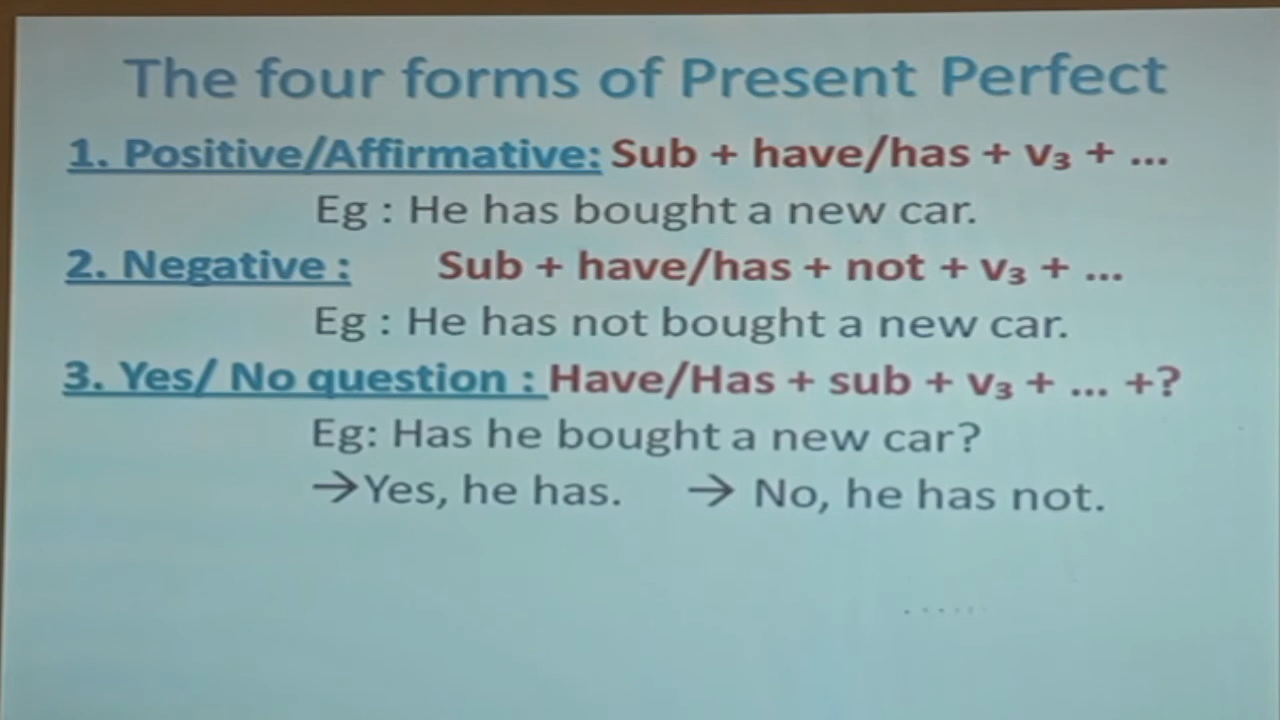 The four forms of Present Perfect
1. Positive/Affirmative: Sub + have/has + v₃ + ...
Eg : He has bought a new car.
2. Negative : Sub + have/has + not + v₃ + ...
Eg : He has not bought a new car.
3. Yes/ No question : Have/Has + sub + v₃ + ... +?
Eg: Has he bought a new car?
→Yes, he has. → No, he has not.